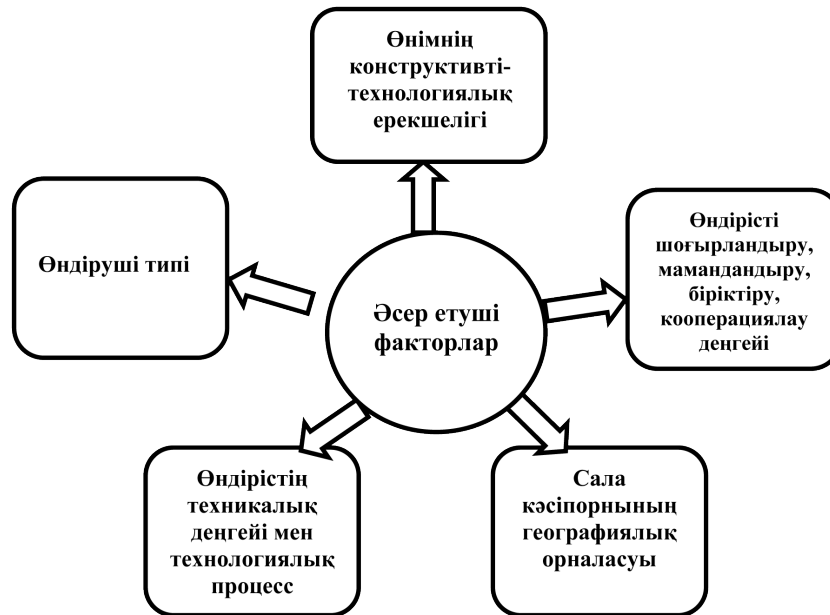 Өнімнің
конструктивті-
технологиялық
ерекшелігі
Өндіруші типі
Әсер етуші
факторлар
Өндірісті
шоғырландыру,
мамандандыру,
біріктіру,
кооперациялау
деңгейі
Өндірістің
техникалық
деңгейі мен
технологиялық
процесс
Сала
кәсіпорнының
географиялық
орналасуы